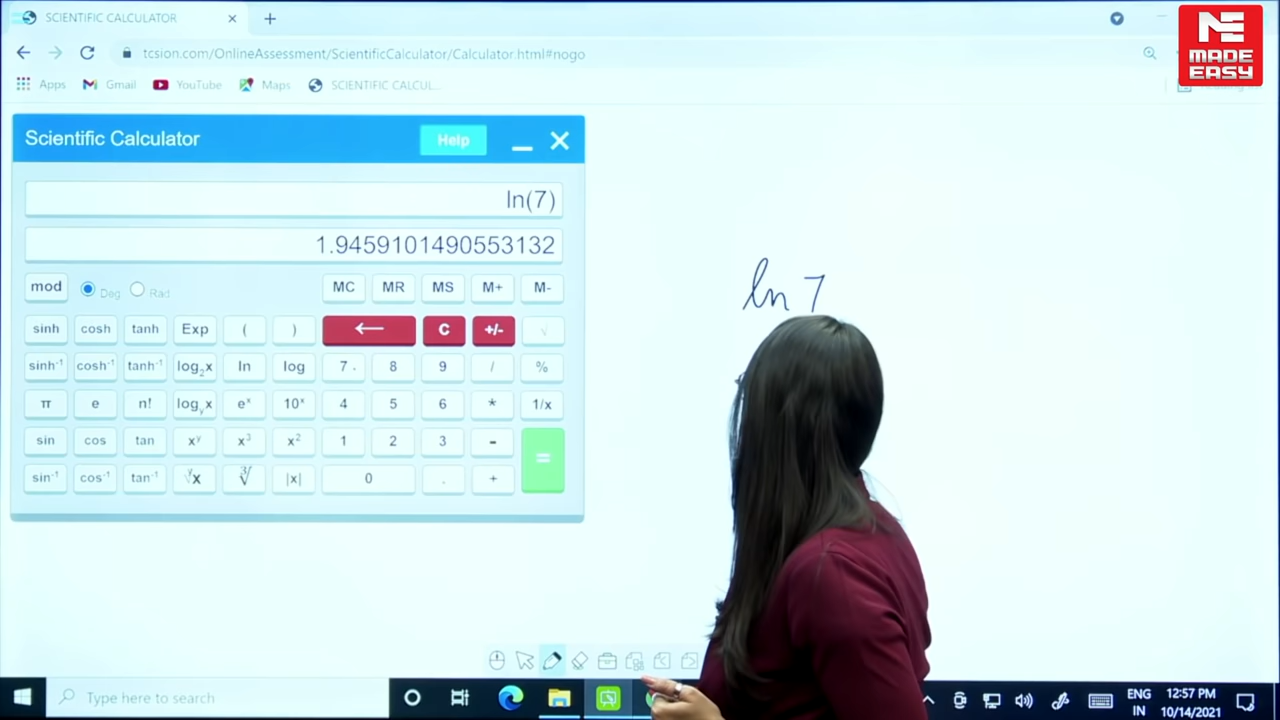 SCIENTIFIC CALCULATOR
tcsion.com/OnlineAssessment/ScientificCalculator/Calculator.html#nogo
Apps Gmail YouTube Maps SCIENTIFIC CALCUL...
MADE
EASY
Scientific Calculator Help
ln(7)
1.9459101490553132
mod Deg Rad MC MR MS M+ M-
sinh cosh tanh Exp ( ) ← C +/- √
sinh⁻¹ cosh⁻¹ tanh⁻¹ log₂x ln log 7 8 9 / %
π e n! logᵧx eˣ 10ˣ 4 5 6 * 1/x
sin cos tan xʸ x³ x² 1 2 3 - =
sin⁻¹ cos⁻¹ tan⁻¹ ʸ√x ³√ |x| 0 . +
ln 7
Type here to search
ENG
IN
12:57 PM
10/14/2021